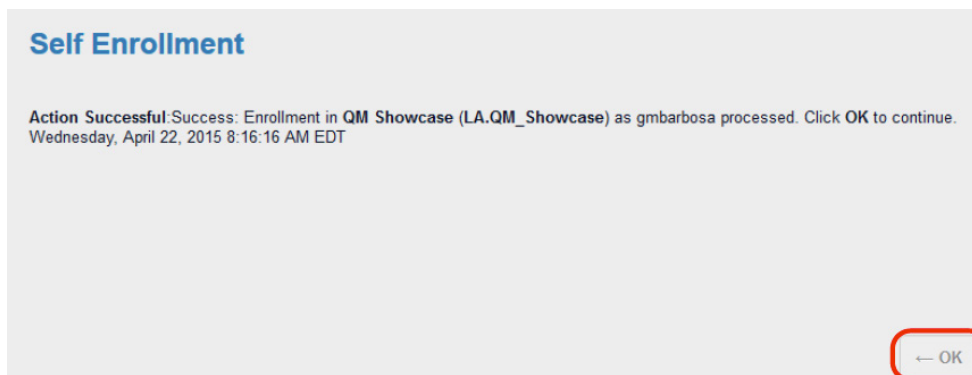 Self Enrollment
Action Successful:Success: Enrollment in QM Showcase (LA.QM_Showcase) as gmbarbosa processed. Click OK to continue.
Wednesday, April 22, 2015 8:16:16 AM EDT
← OK